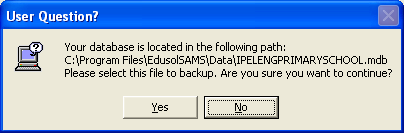 User Question?
Your database is located in the following path:
C:\Program Files\EdusolSAMS\Data\IPELENGPRIMARYSCHOOL.mdb
Please select this file to backup. Are you sure you want to continue?
Yes
No